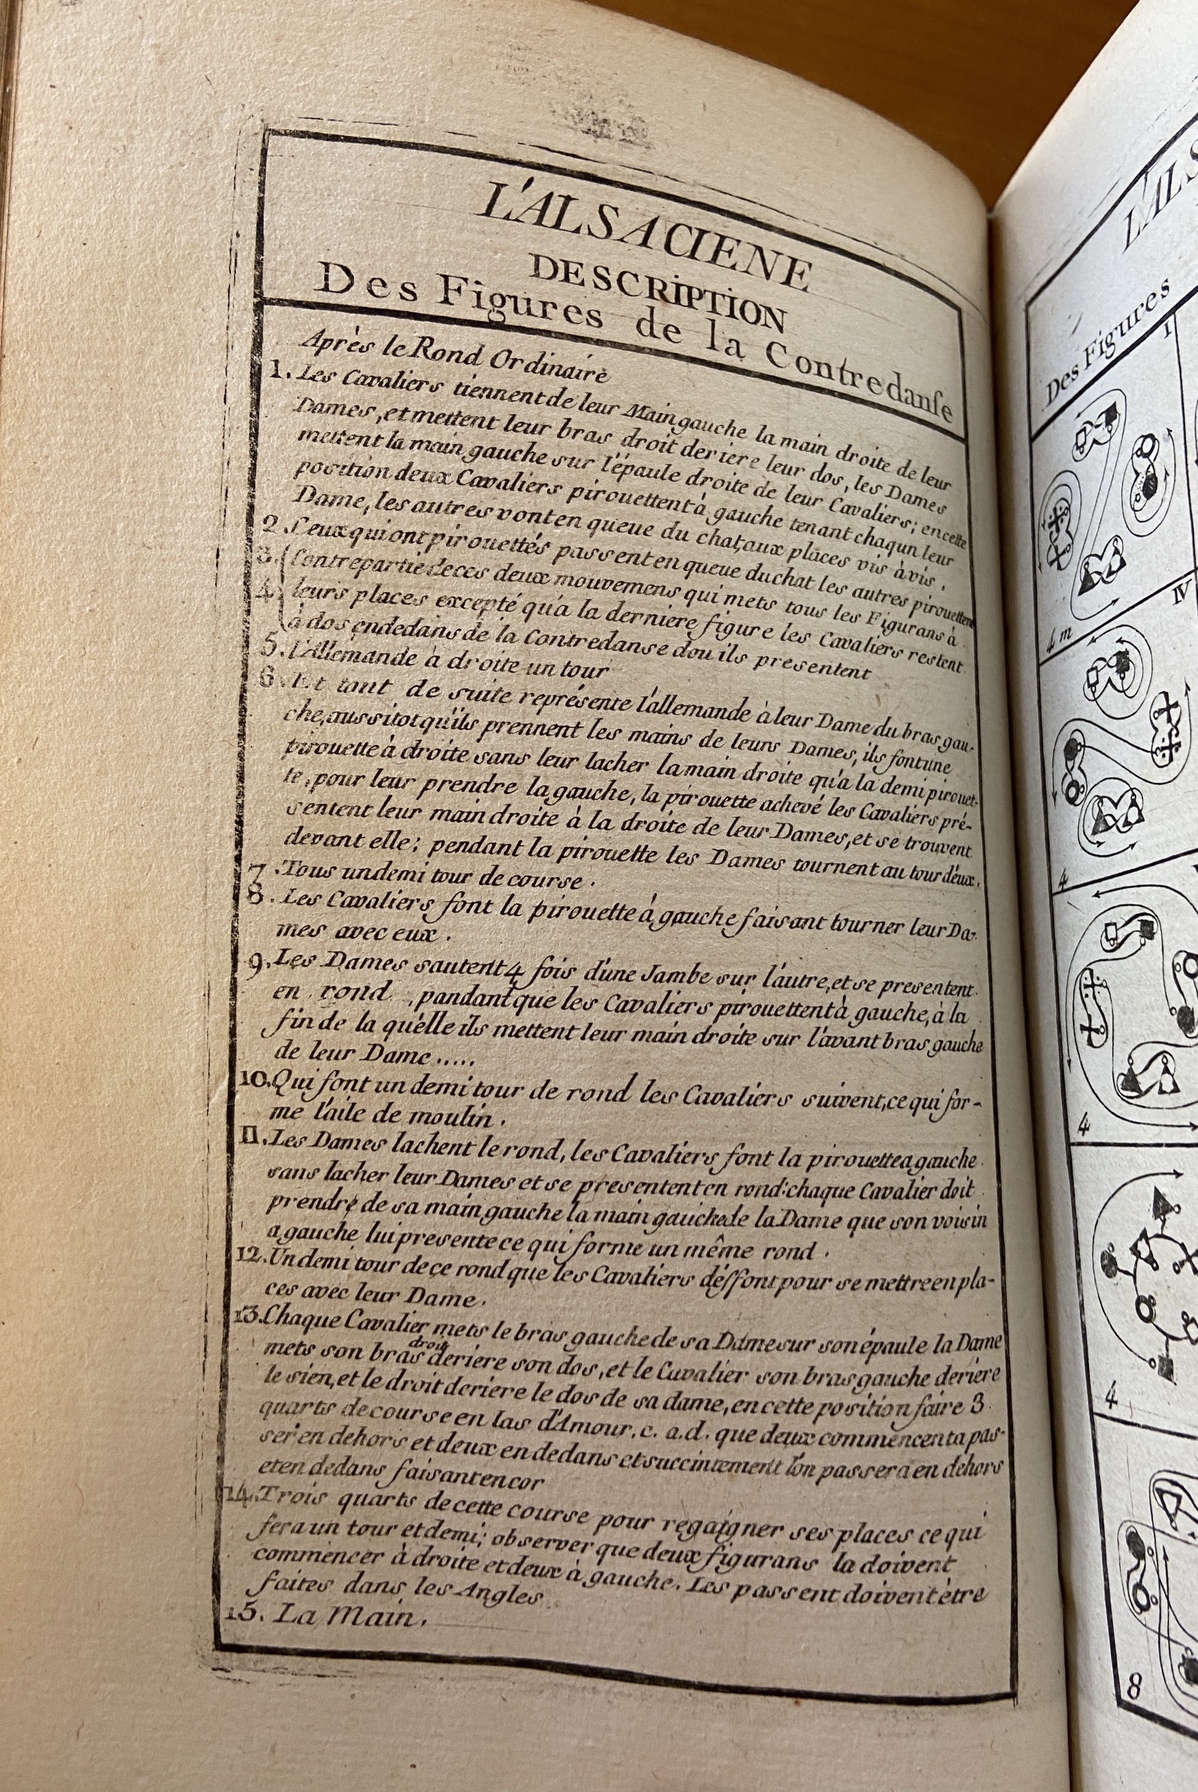 L'ALSACIENE
DESCRIPTION
Des Figures de la Contredanse
Après le Rond Ordinaire
1. Les Cavaliers tiennent de leur Main gauche la main droite de leur
Dames, et mettent leur bras droit deriere leur dos, les Dames
mettent la main gauche sur l'épaule droite de leur Cavaliers; en cette
position deux Cavaliers pirouettent à gauche tenant chaqun leur
Dame, les autres vont en queue du chat aux places vis à vis.
2. Ceux qui ont pirouettés passent en queue du chat les autres pirouettent
3. Contrepartie de ces deux mouvemens qui mets tous les Figurans à
4. leurs places excepté qu'a la derniere figure les Cavaliers restent
à dos en dedans de la Contredanse dou ils presentent
5. l'Allemande à droite un tour
6. Et tout de suite représente l'allemande à leur Dame du bras gau-
che, aussitot qu'ils prennent les mains de leurs Dames, ils font une
pirouette à droite sans leur lacher la main droite qu'a la demi pirouet-
te, pour leur prendre la gauche, la pirouette achevé les Cavaliers pré-
sentent leur main droite à la droite de leur Dames, et se trouvent
devant elle; pendant la pirouette les Dames tournent au tour d'eux.
7. Tous un demi tour de course.
8. Les Cavaliers font la pirouette à gauche faisant tourner leur Da-
mes avec eux.
9. Les Dames sautent 4 fois d'une Jambe sur l'autre, et se presentent
en rond, pandant que les Cavaliers pirouettent à gauche, à la
fin de la qu'elle ils mettent leur main droite sur l'avant bras gauche
de leur Dame.....
10. Qui font un demi tour de rond les Cavaliers suivent, ce qui for-
me l'aile de moulin.
11. Les Dames lachent le rond, les Cavaliers font la pirouette a gauche
sans lacher leur Dames et se presentent en rond: chaque Cavalier doit
prendre de sa main gauche la main gauche de la Dame que son voisin
a gauche lui presente ce qui forme un même rond.
12. Un demi tour de ce rond que les Cavaliers déffont pour se mettre en pla-
ces avec leur Dame.
13. Chaque Cavalier mets le bras gauche de sa Dame sur son épaule la Dame
mets son bras droit deriere son dos, et le Cavalier son bras gauche deriere
le sien, et le droit deriere le dos de sa dame, en cette position faire 3
quarts de course en las d'Amour, c. a. d. que deux commencent a pas-
ser en dehors et deux en dedans et succintement l'on passera en dehors
et en dedans faisant encor
14. Trois quarts de cette course pour regaigner ses places ce qui
fera un tour et demi; observer que deux figurans la doivent
commencer à droite et deux à gauche. Les passent doivent être
faites dans les Angles
15. La Main.
L'ALS
Des Figures
I
4 m
IV
4
4
4
8